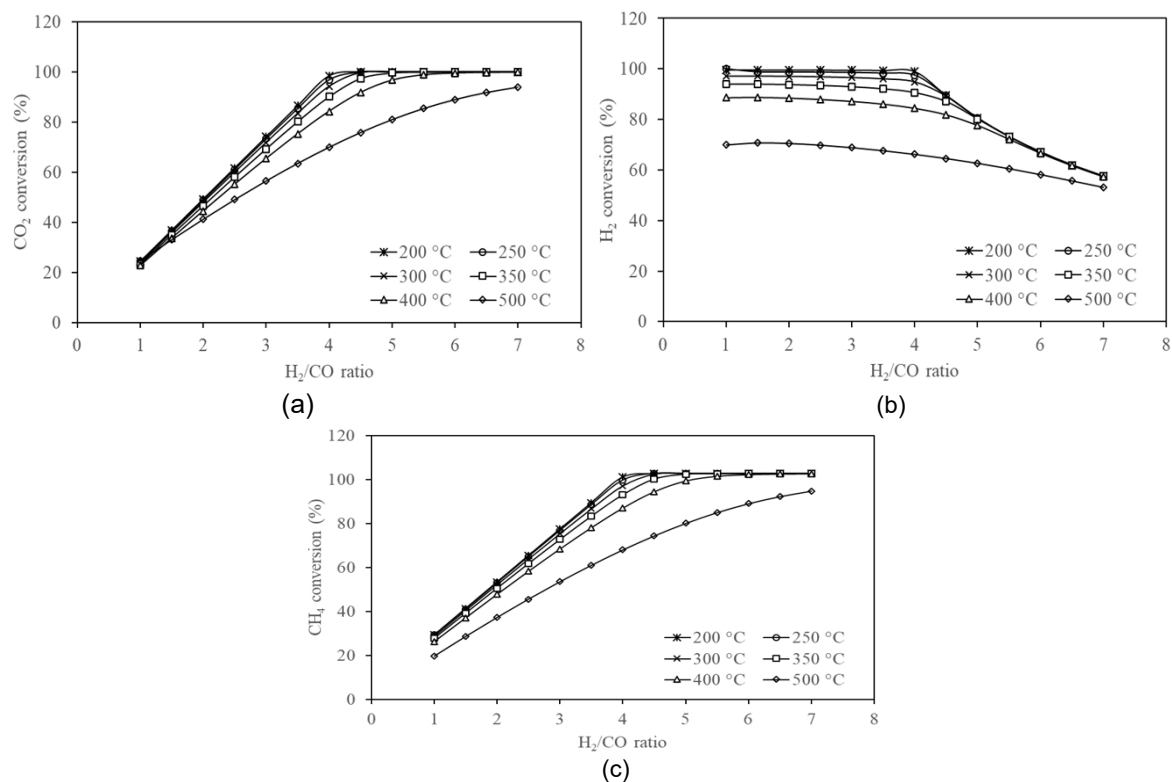 120
100
80
60
40
20
0
CO₂ conversion (%)
200 °C 250 °C
300 °C 350 °C
400 °C 500 °C
0 1 2 3 4 5 6 7 8
H₂/CO ratio
(a)
120
100
80
60
40
20
0
H₂ conversion (%)
200 °C 250 °C
300 °C 350 °C
400 °C 500 °C
0 1 2 3 4 5 6 7 8
H₂/CO ratio
(b)
120
100
80
60
40
20
0
CH₄ conversion (%)
200 °C 250 °C
300 °C 350 °C
400 °C 500 °C
0 1 2 3 4 5 6 7 8
H₂/CO ratio
(c)